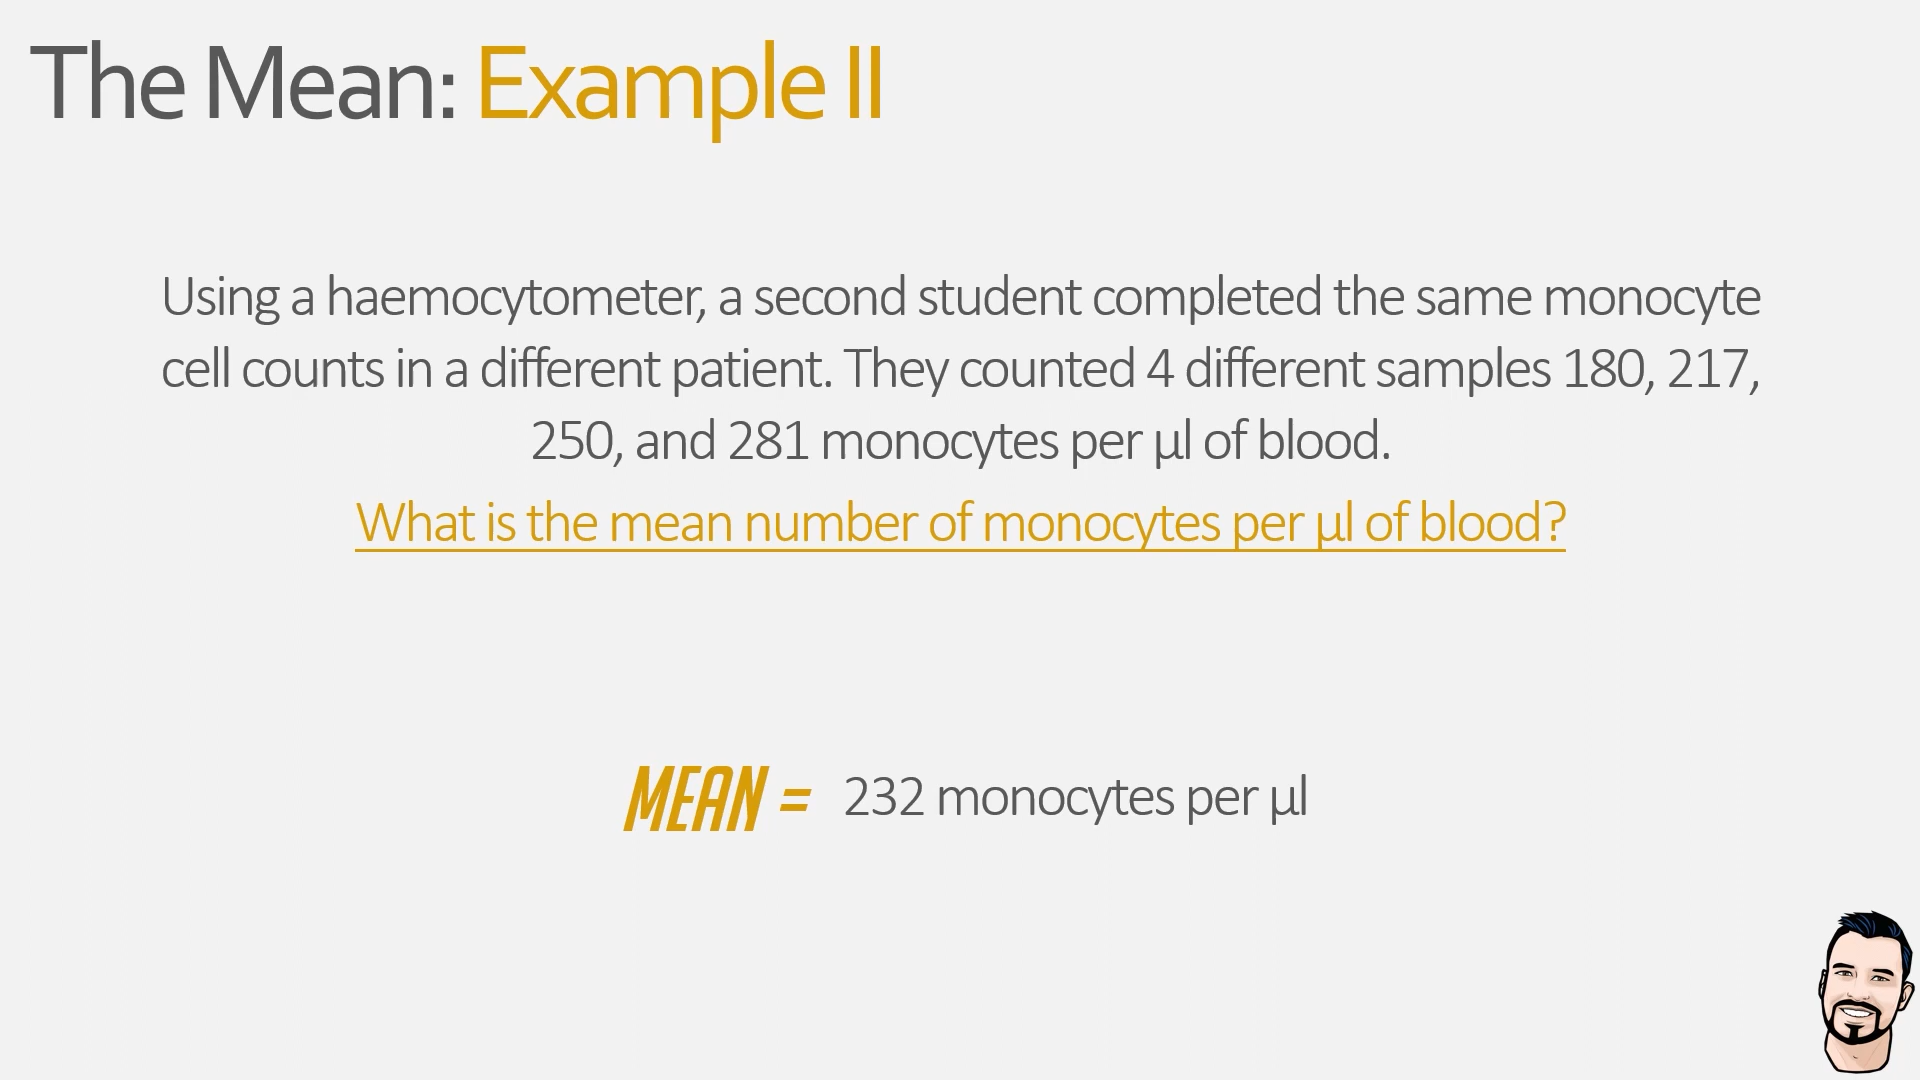 The Mean: Example II
Using a haemocytometer, a second student completed the same monocyte
cell counts in a different patient. They counted 4 different samples 180, 217,
250, and 281 monocytes per µl of blood.
What is the mean number of monocytes per µl of blood?
MEAN = 232 monocytes per µl